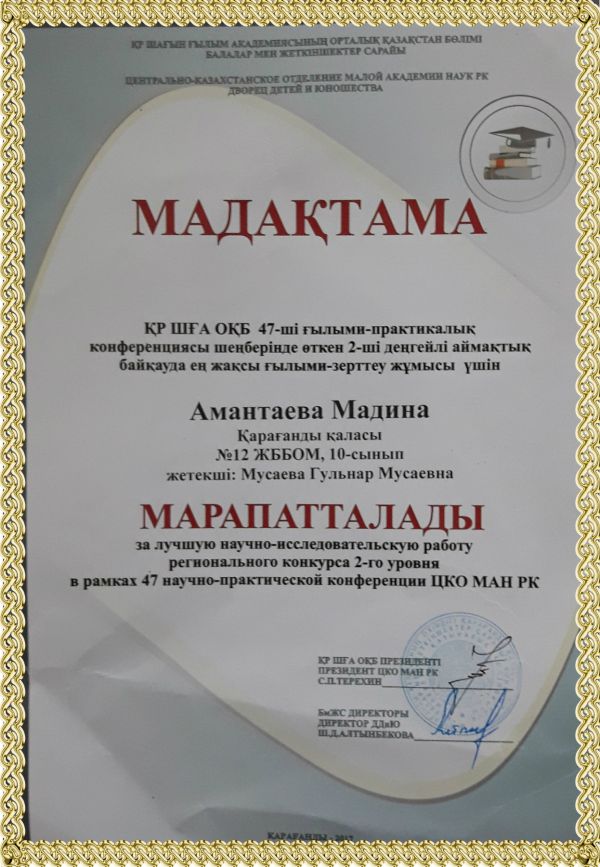 ҚР ШАҒЫН ҒЫЛЫМ АКАДЕМИЯСЫНЫҢ ОРТАЛЫҚ ҚАЗАҚСТАН БӨЛІМІ
БАЛАЛАР МЕН ЖЕТКІНШЕКТЕР САРАЙЫ
ЦЕНТРАЛЬНО-КАЗАХСТАНСКОЕ ОТДЕЛЕНИЕ МАЛОЙ АКАДЕМИИ НАУК РК
ДВОРЕЦ ДЕТЕЙ И ЮНОШЕСТВА
МАДАҚТАМА
ҚР ШҒА ОҚБ 47-ші ғылыми-практикалық
конференциясы шеңберінде өткен 2-ші деңгейлі аймақтық
байқауда ең жақсы ғылыми-зерттеу жұмысы үшін
Амантаева Мадина
Қарағанды қаласы
№12 ЖББОМ, 10-сынып
жетекші: Мусаева Гульнар Мусаевна
МАРАПАТТАЛАДЫ
за лучшую научно-исследовательскую работу
регионального конкурса 2-го уровня
в рамках 47 научно-практической конференции ЦКО МАН РК
ҚР ШҒА ОҚБ ПРЕЗИДЕНТІ
ПРЕЗИДЕНТ ЦКО МАН РК
С.П.ТЕРЕХИН
БмЖС ДИРЕКТОРЫ
ДИРЕКТОР ДДиЮ
Ш.Д.АЛТЫНБЕКОВА
ҚАРАҒАНДЫ - 2017